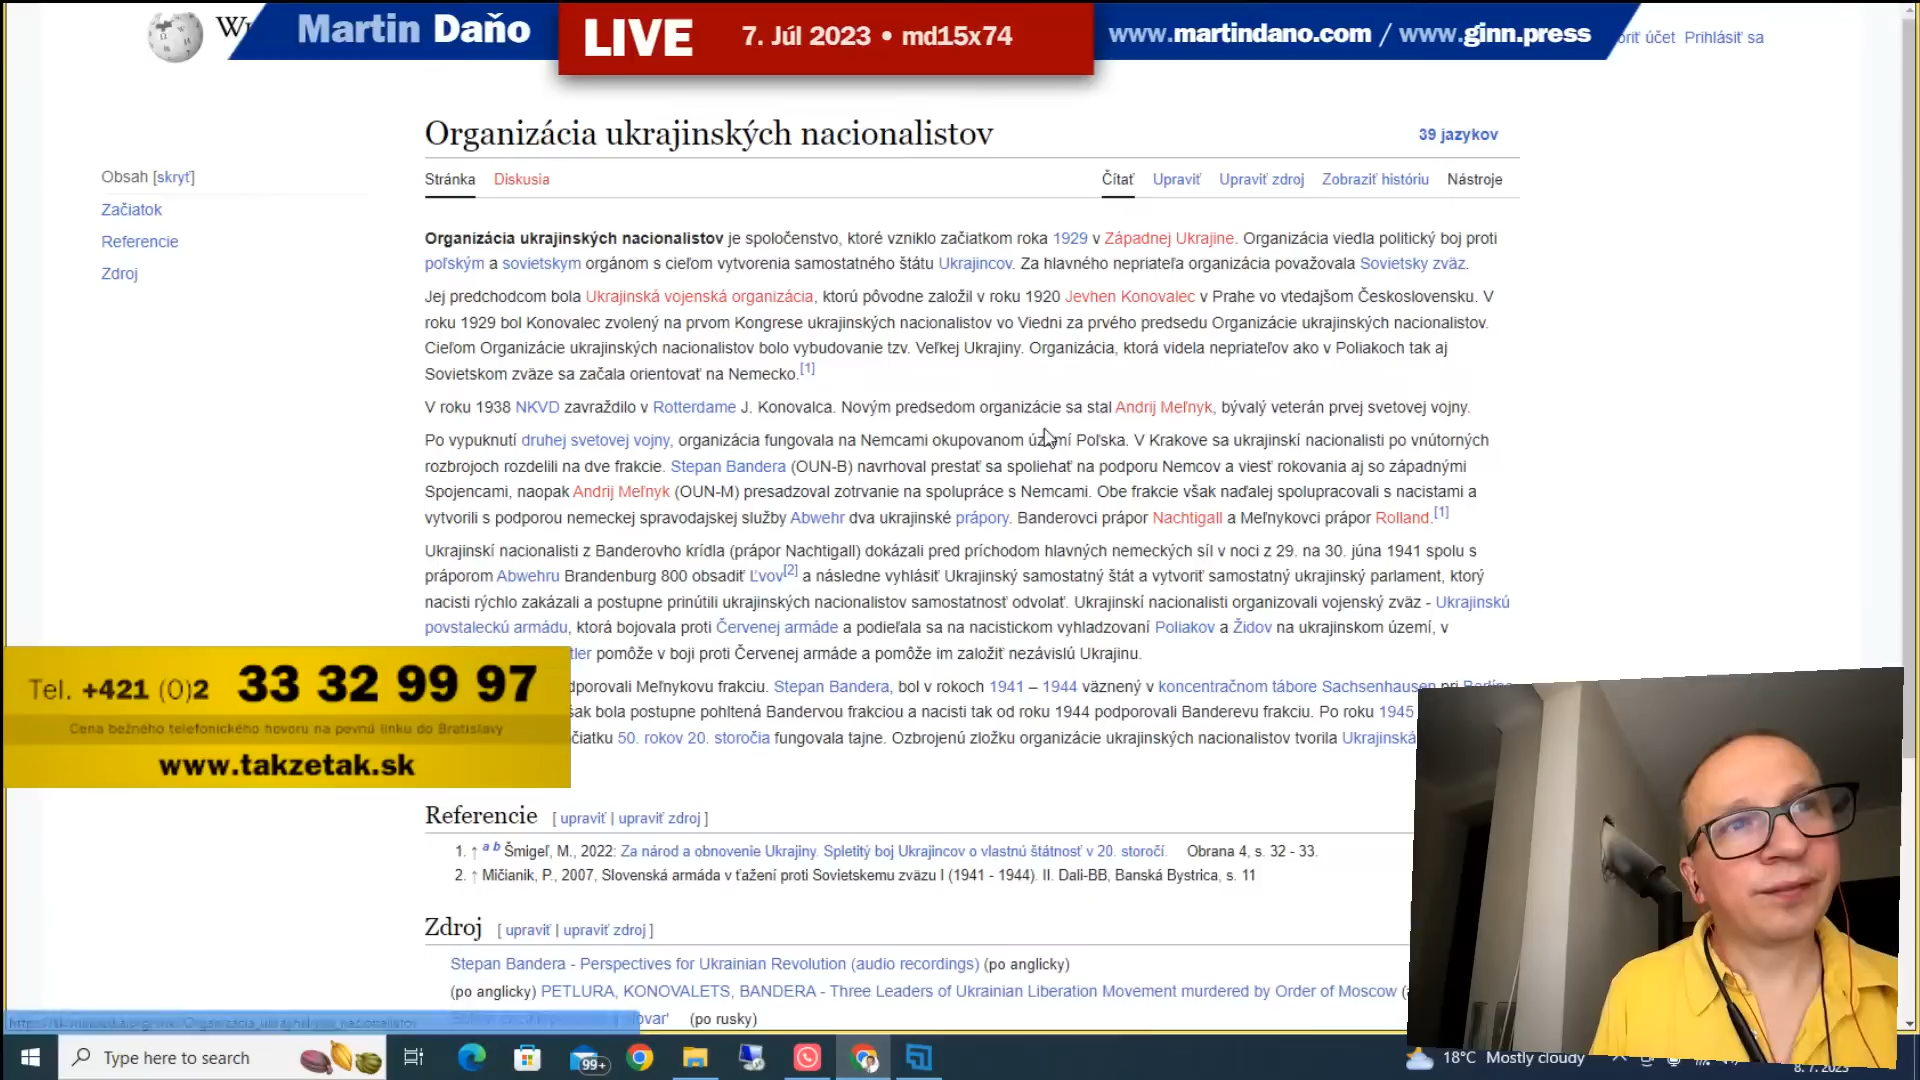 Martin Daňo
LIVE
7. Júl 2023 • md15x74
www.martindano.com / www.ginn.press
oriť účet Prihlásiť sa
Organizácia ukrajinských nacionalistov
39 jazykov
Obsah [skryť]
Začiatok
Referencie
Zdroj
Stránka Diskusia
Čítať Upraviť Upraviť zdroj Zobraziť históriu Nástroje
Organizácia ukrajinských nacionalistov je spoločenstvo, ktoré vzniklo začiatkom roka 1929 v Západnej Ukrajine. Organizácia viedla politický boj proti
poľským a sovietskym orgánom s cieľom vytvorenia samostatného štátu Ukrajincov. Za hlavného nepriateľa organizácia považovala Sovietsky zväz.
Jej predchodcom bola Ukrajinská vojenská organizácia, ktorú pôvodne založil v roku 1920 Jevhen Konovalec v Prahe vo vtedajšom Československu. V
roku 1929 bol Konovalec zvolený na prvom Kongrese ukrajinských nacionalistov vo Viedni za prvého predsedu Organizácie ukrajinských nacionalistov.
Cieľom Organizácie ukrajinských nacionalistov bolo vybudovanie tzv. Veľkej Ukrajiny. Organizácia, ktorá videla nepriateľov ako v Poliakoch tak aj
Sovietskom zväze sa začala orientovať na Nemecko.[1]
V roku 1938 NKVD zavraždilo v Rotterdame J. Konovalca. Novým predsedom organizácie sa stal Andrij Meľnyk, bývalý veterán prvej svetovej vojny.
Po vypuknutí druhej svetovej vojny, organizácia fungovala na Nemcami okupovanom území Poľska. V Krakove sa ukrajinskí nacionalisti po vnútorných
rozbrojoch rozdelili na dve frakcie. Stepan Bandera (OUN-B) navrhoval prestať sa spoliehať na podporu Nemcov a viesť rokovania aj so západnými
Spojencami, naopak Andrij Meľnyk (OUN-M) presadzoval zotrvanie na spolupráce s Nemcami. Obe frakcie však naďalej spolupracovali s nacistami a
vytvorili s podporou nemeckej spravodajskej služby Abwehr dva ukrajinské prápory. Banderovci prápor Nachtigall a Meľnykovci prápor Rolland.[1]
Ukrajinskí nacionalisti z Banderovho krídla (prápor Nachtigall) dokázali pred príchodom hlavných nemeckých síl v noci z 29. na 30. júna 1941 spolu s
práporom Abwehru Brandenburg 800 obsadiť Ľvov[2] a následne vyhlásiť Ukrajinský samostatný štát a vytvoriť samostatný ukrajinský parlament, ktorý
nacisti rýchlo zakázali a postupne prinútili ukrajinských nacionalistov samostatnosť odvolať. Ukrajinskí nacionalisti organizovali vojenský zväz - Ukrajinskú
povstaleckú armádu, ktorá bojovala proti Červenej armáde a podieľala sa na nacistickom vyhladzovaní Poliakov a Židov na ukrajinskom území, v
tler pomôže v boji proti Červenej armáde a pomôže im založiť nezávislú Ukrajinu.
dporovali Meľnykovu frakciu. Stepan Bandera, bol v rokoch 1941 – 1944 väznený v koncentračnom tábore Sachsenhausen pri
šak bola postupne pohltená Bandervou frakciou a nacisti tak od roku 1944 podporovali Banderevu frakciu. Po roku 1945
čiatku 50. rokov 20. storočia fungovala tajne. Ozbrojenú zložku organizácie ukrajinských nacionalistov tvorila Ukrajinská
Tel. +421 (0)2 33 32 99 97
Cena bežného telefonického hovoru na pevnú linku do Bratislavy
www.takzetak.sk
Referencie [ upraviť | upraviť zdroj ]
1. ↑ a b Šmigeľ, M., 2022: Za národ a obnovenie Ukrajiny. Spletitý boj Ukrajincov o vlastnú štátnosť v 20. storočí. Obrana 4, s. 32 - 33.
2. ↑ Mičianik, P., 2007, Slovenská armáda v ťažení proti Sovietskemu zväzu I (1941 - 1944). II. Dali-BB, Banská Bystrica, s. 11
Zdroj [ upraviť | upraviť zdroj ]
Stepan Bandera - Perspectives for Ukrainian Revolution (audio recordings) (po anglicky)
(po anglicky) PETLURA, KONOVALETS, BANDERA - Three Leaders of Ukrainian Liberation Movement murdered by Order of Moscow
(po rusky)
Type here to search
99+
18°C Mostly cloudy
8. 7. 2023